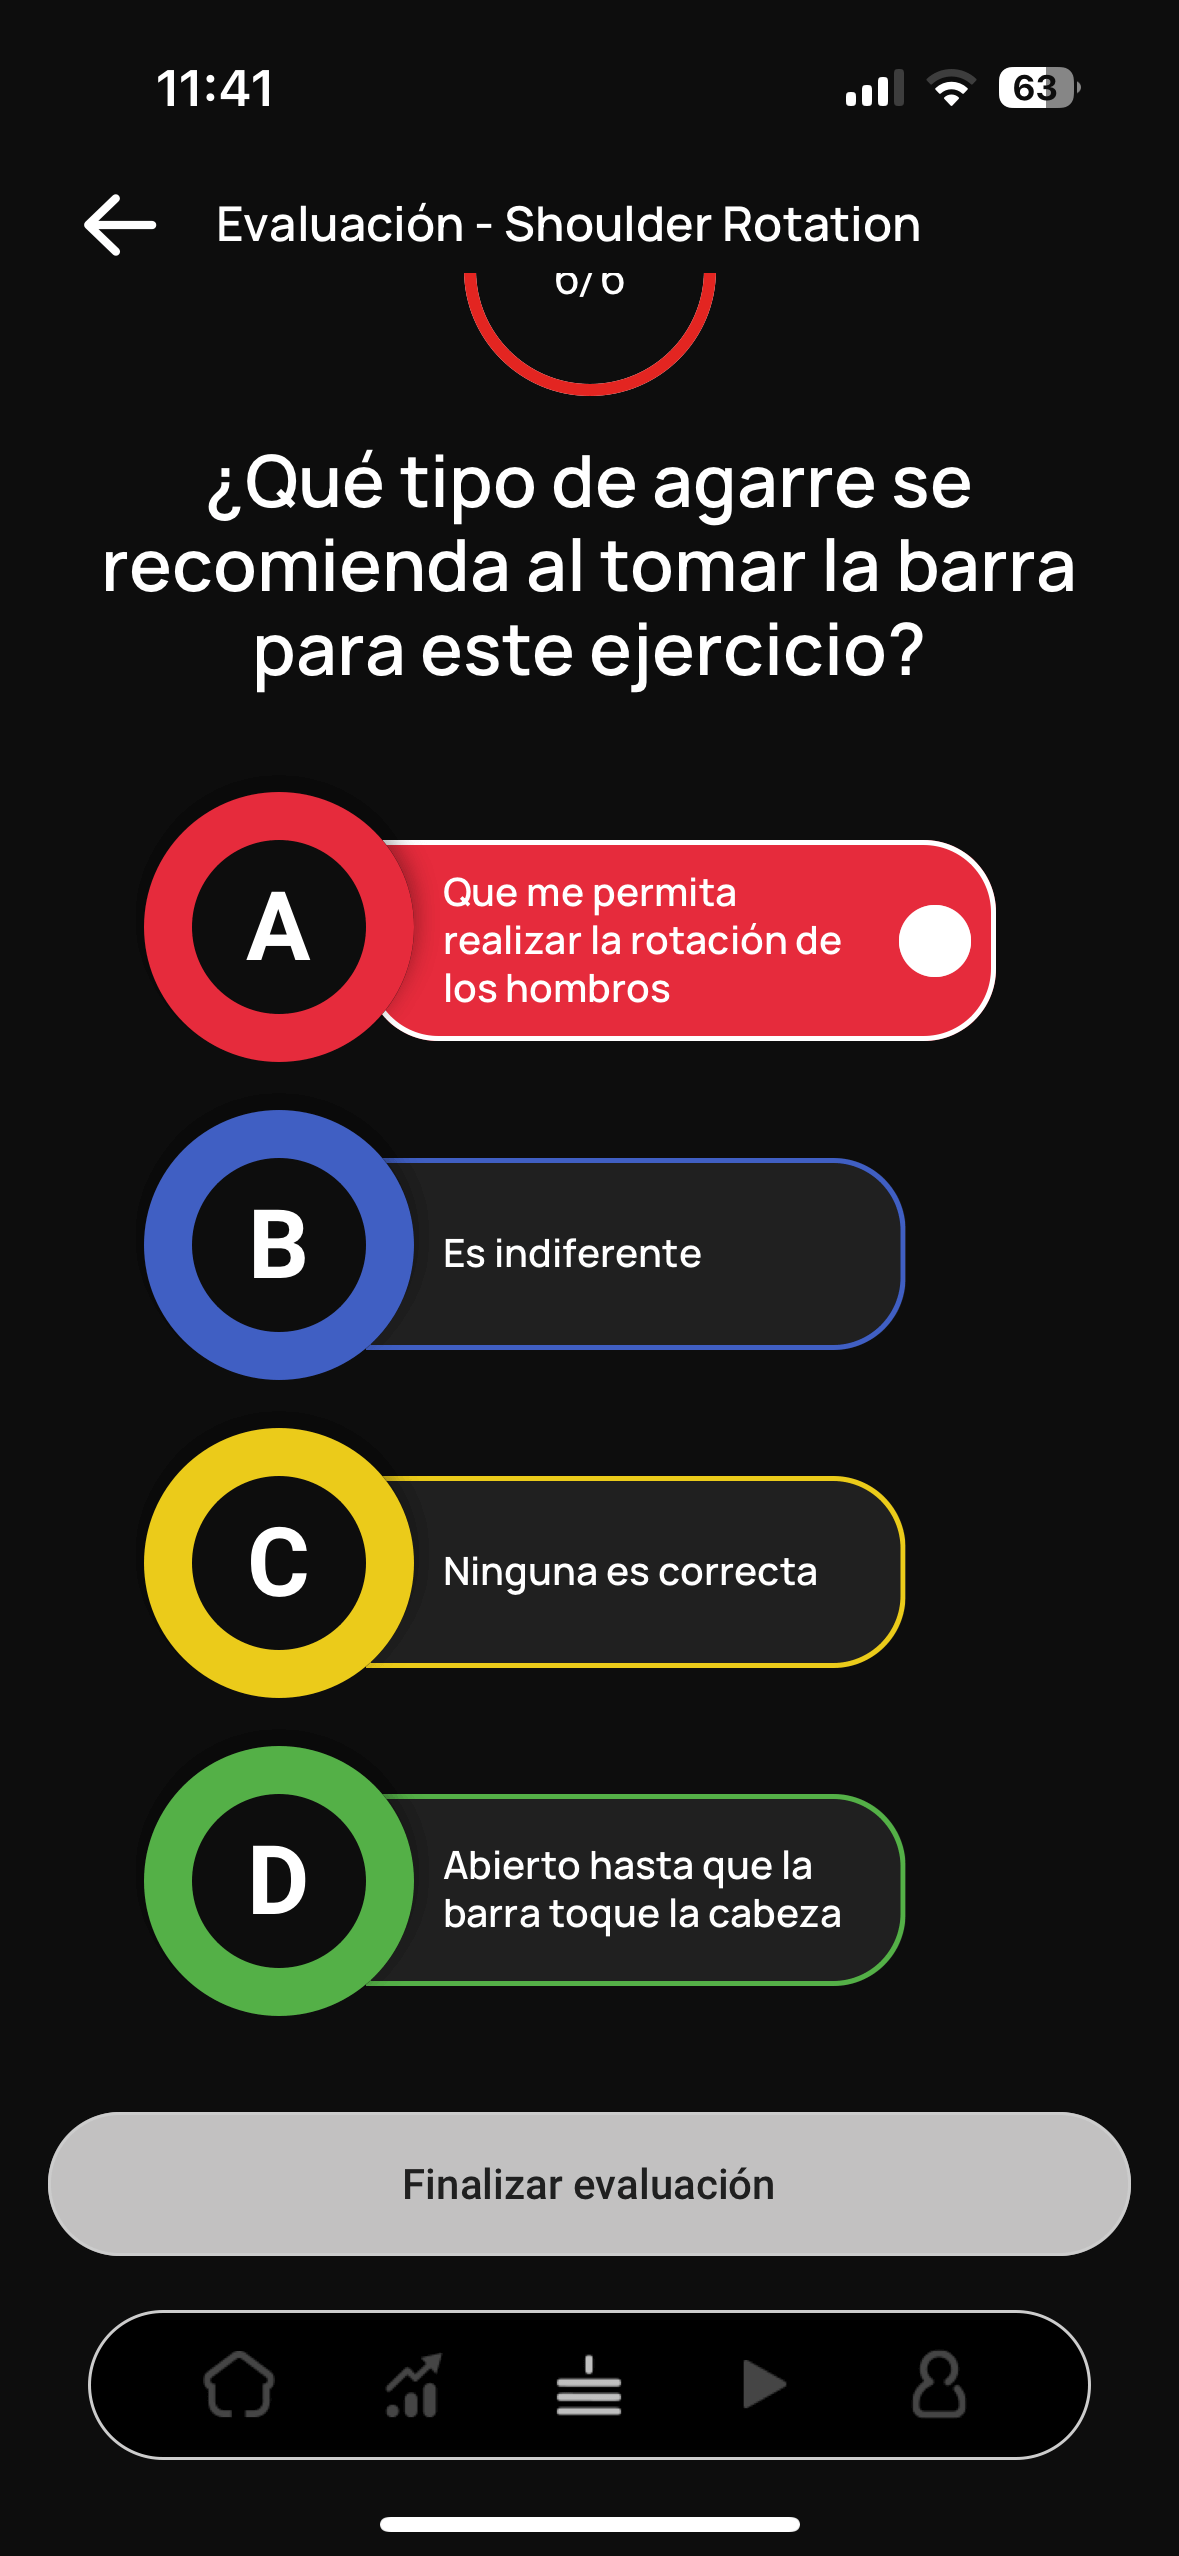 11:41
63
Evaluación - Shoulder Rotation
6/6
¿Qué tipo de agarre se
recomienda al tomar la barra
para este ejercicio?
A
Que me permita
realizar la rotación de
los hombros
B
Es indiferente
C
Ninguna es correcta
D
Abierto hasta que la
barra toque la cabeza
Finalizar evaluación